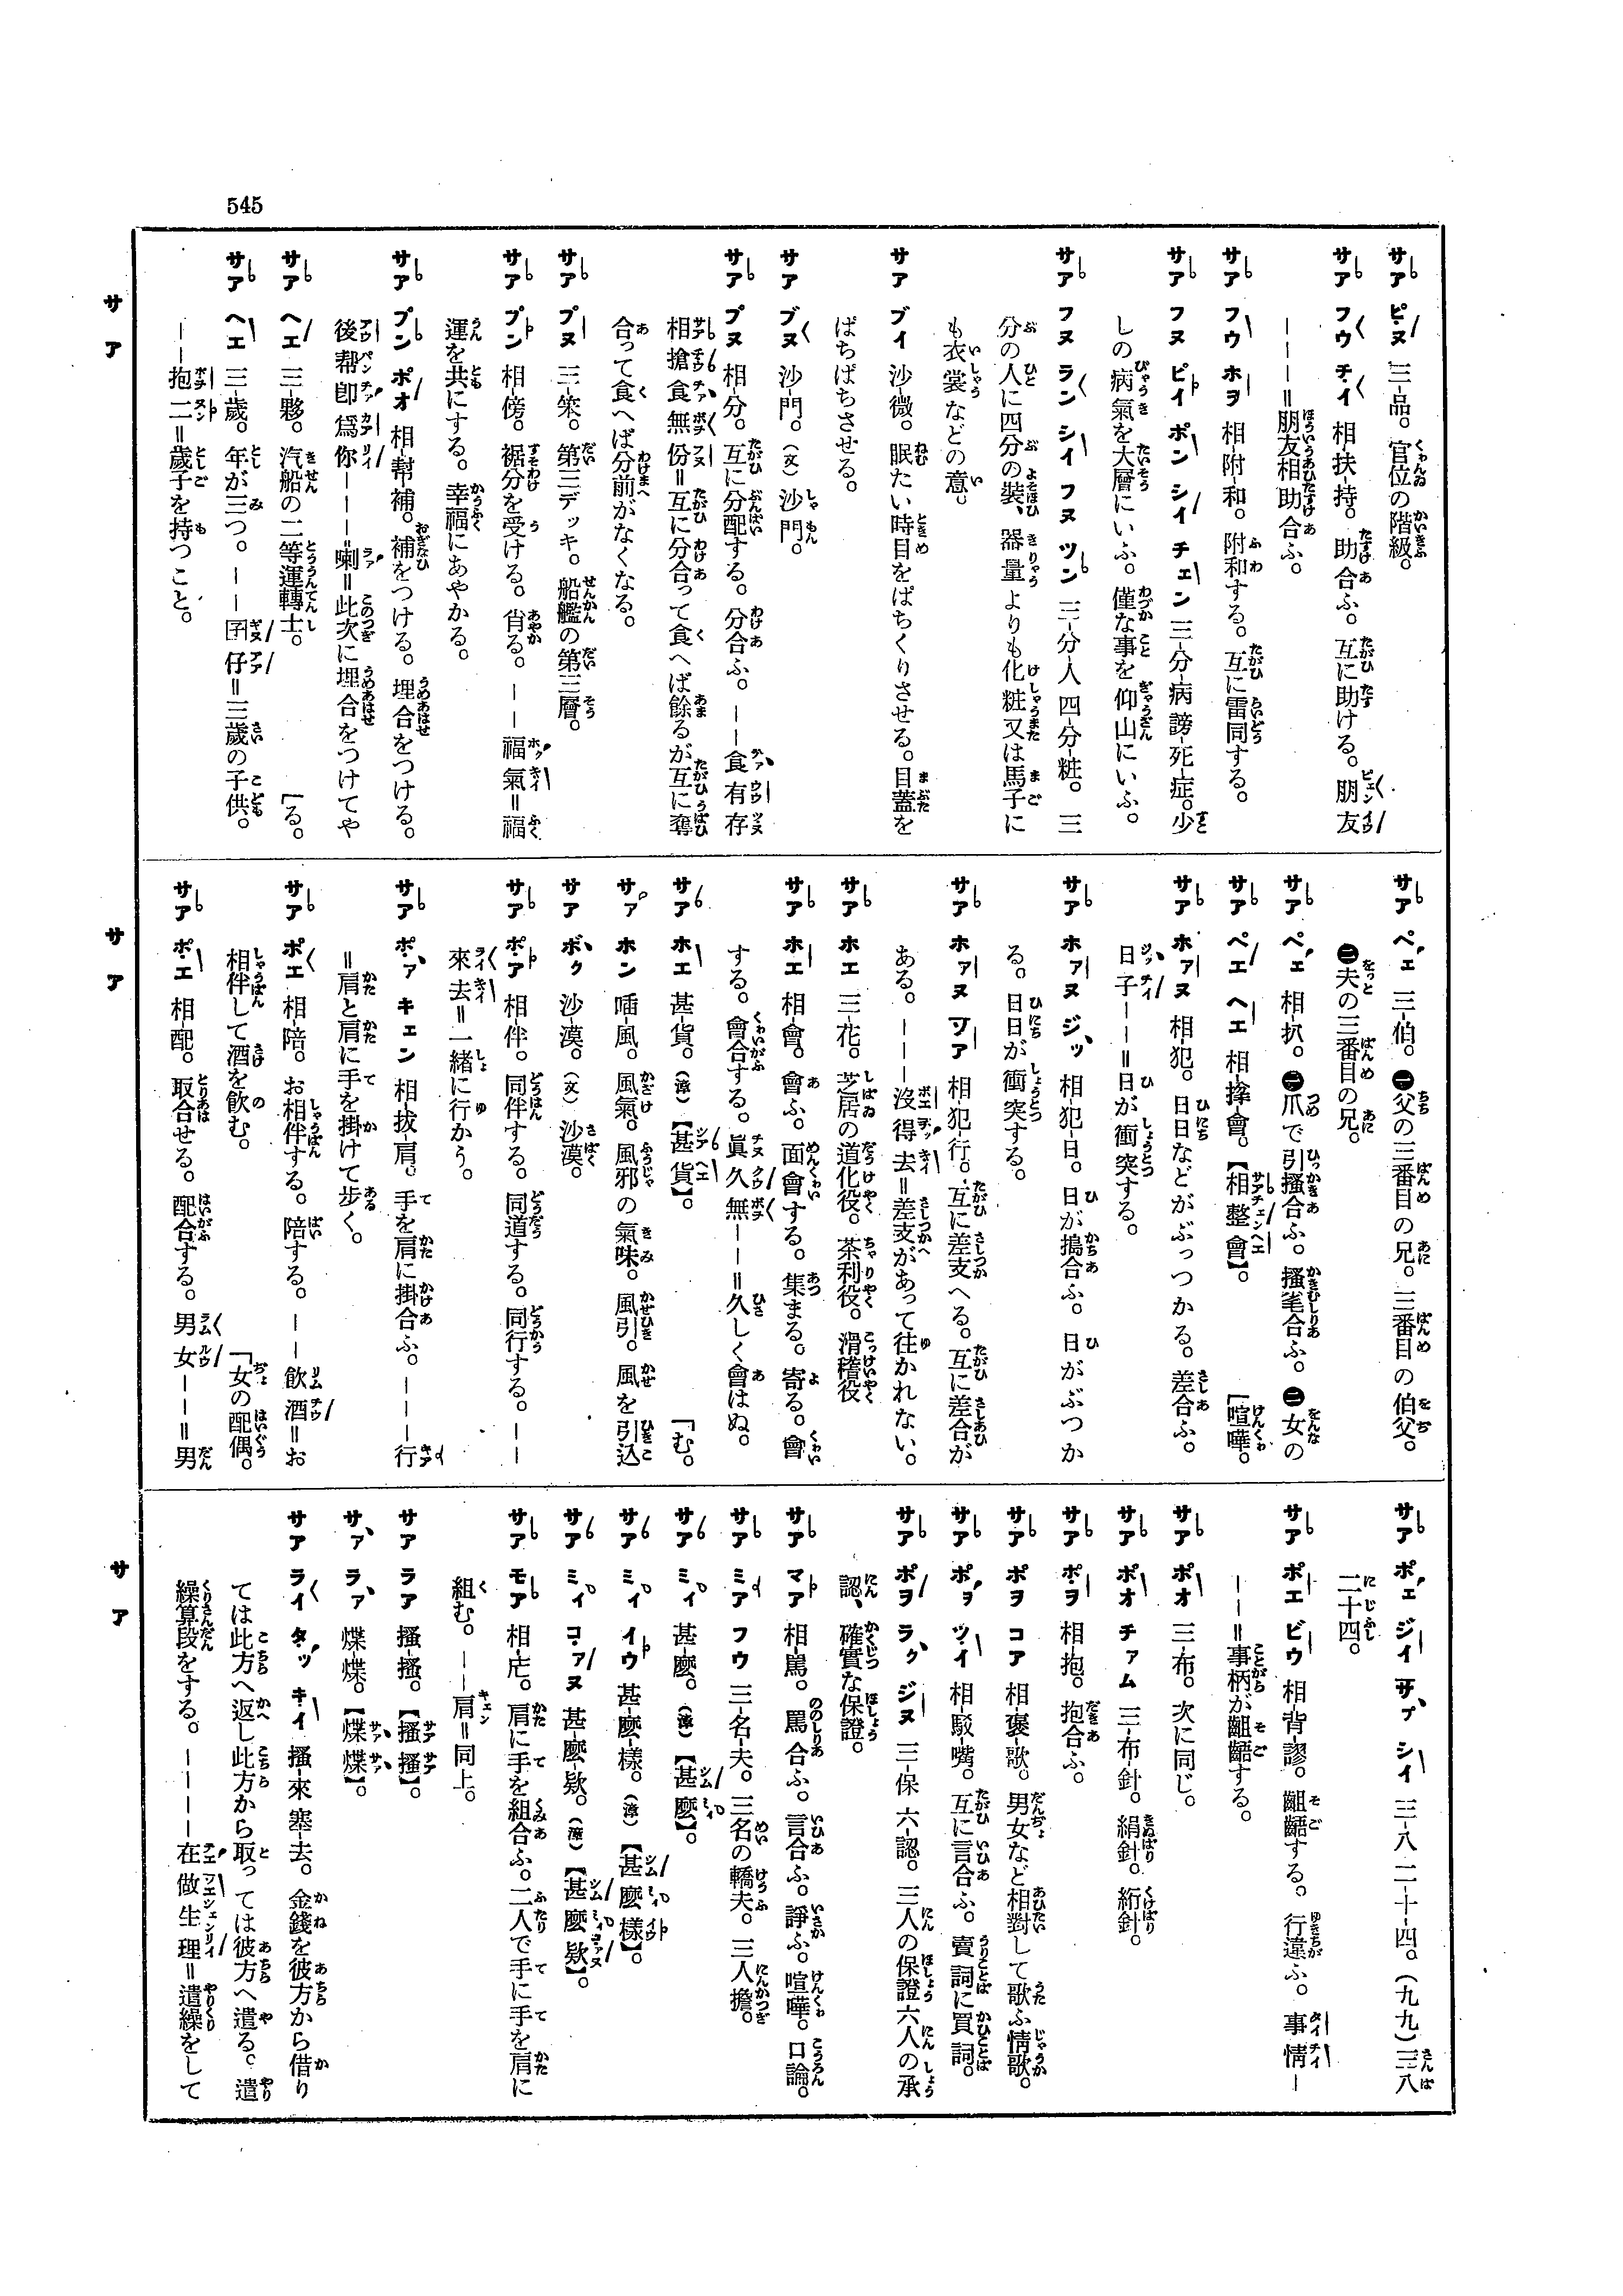 545
サア ピヌ 三-品。官位の階級。
サア フウ チイ 相扶-持。助合ふ。互に助ける。朋友
———＝朋友相助合ふ。
サア フウ ホヲ 相-附-和。附和する。互に雷同する。
サア フヌ ピイ ポン シイ チェン 三-分-病 謗-死-症。少
しの病氣を大層にいふ。僅な事を仰山にいふ。
サア フヌ ラン シイ フヌ ツン 三-分-人 四-分-粧。三
分の人に四分の裝、器量よりも化粧又は馬子に
も衣裳などの意。
サア ブイ 沙-微。眠たい時目をぱちくりさせる。目蓋を
ぱちぱちさせる。
サア ブヌ 沙-門。（文）沙門。
サア プヌ 相-分。互に分配する。分合ふ。——食有存
相搶食無份＝互に分合って食へば餘るが互に奪
合って食へば分前がなくなる。
サア プヌ 三-笨。第三デッキ。船艦の第三層。
サア プン 相-傍。裾分を受ける。肖る。——福氣＝福
運を共にする。幸福にあやかる。
サア プン ポオ 相-幇-補。補をつける。埋合をつける。
後帮卽爲你———喇＝此次に埋合をつけてや
サア ヘエ 三-夥。汽船の二等運轉士。「る。
サア ヘエ 三-歲。年が三つ。——囝仔＝三歲の子供。
——抱二＝歲子を持つこと。
サア
サア ペェ 三-伯。㊀父の三番目の兄。三番目の伯父。
㊁夫の三番目の兄。
サア ペェ 相-扒。㊀爪で引搔合ふ。搔毟合ふ。㊁女の
サア ペエ ヘエ 相-搼-會。【相整會】。「喧嘩。
サア ホァヌ 相-犯。日日などがぶっつかる。差合ふ。
日子——＝日が衝突する。
サア ホァヌ ジッ 相-犯-日。日が搗合ふ。日がぶつか
る。日日が衝突する。
サア ホァヌ キァア 相-犯-行。互に差支へる。互に差合が
ある。———沒得去＝差支があって往かれない。
サア ホエ 三-花。芝居の道化役。茶利役。滑稽役
サア ホエ 相-會。會ふ。面會する。集まる。寄る。會
する。會合する。眞久無——＝久しく會はぬ。
サア ホエ 甚-貨。（漳）【甚貨】。「む。
サァ ホン 唾-風。風氣。風邪の氣味。風引。風を引込
サア ボク 沙-漠。（文）沙漠。
サア ポア 相-伴。同伴する。同道する。同行する。——
來去＝一緒に行かう。
サア ポァ キェン 相-拔-肩。手を肩に掛合ふ。———行
＝肩と肩に手を掛けて步く。
サア ポエ 相-陪。お相伴する。陪する。——飮酒＝お
相伴して酒を飮む。「女の配偶。
サア ポエ 相-配。取合せる。配合する。男女——＝男
サア
サア ポェ ジイ サプ シイ 三-八 二-十-四。（九九）三八
二十四。
サア ポエ ビウ 相-背-謬。齟齬する。行違ふ。事情—
——＝事柄が齟齬する。
サア ポオ 三-布。次に同じ。
サア ポオ チァム 三-布-針。絹針。絎針。
サア ポヲ 相抱。抱合ふ。
サア ポヲ コア 相-褒-歌。男女など相對して歌ふ情歌。
サア ポヲ ツイ 相-駁-嘴。互に言合ふ。賣詞に買詞。
サア ポヲ ラク ジヌ 三-保 六-認。三人の保證六人の承
認、確實な保證。
サア マア 相-罵。罵合ふ。言合ふ。諍ふ。喧嘩。口論。
サア ミア フウ 三-名-夫。三名の轎夫。三人擔。
サア ミイ 甚麼。（漳）【甚麼】。
サア ミイ イウ 甚-麼-樣。（漳）【甚麼樣】。
サア ミイ コァヌ 甚麼欵。（漳）【甚麼欵】。
サア モア 相-㡯。肩に手を組合ふ。二人で手に手を肩に
組む。——肩＝同上。
サア ラア 搔-搔。【搔搔】。
サァ ラァ 煠-煠。【煠煠】。
サア ライ タッ キイ 搔-來 塞-去。金錢を彼方から借り
ては此方へ返し此方から取っては彼方へ遣る。遣
繰算段をする。————在做生理＝遣繰をして
サア